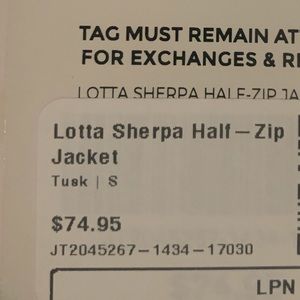 TAG MUST REMAIN AT
FOR EXCHANGES & R
LOTTA SHERPA HALF-ZIP JA
Lotta Sherpa Half-Zip
Jacket
Tusk | S
$74.95
JT2045267-1434-17030
LPN